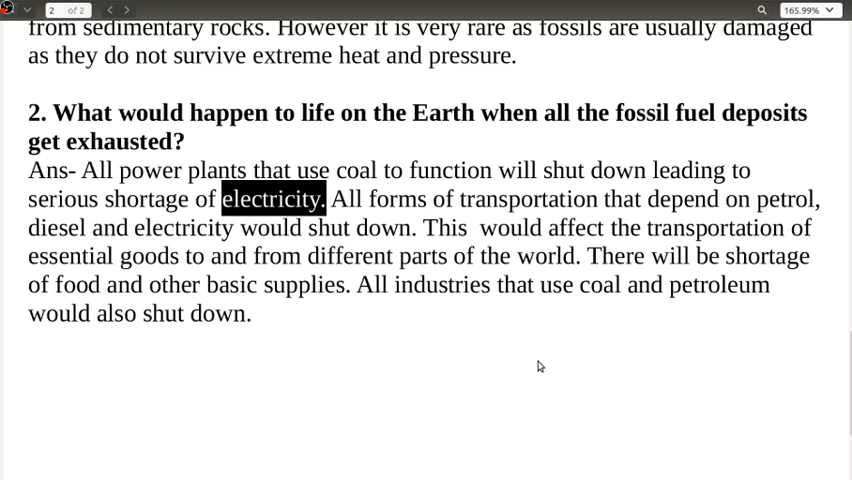 2 of 2
165.99%
from sedimentary rocks. However it is very rare as fossils are usually damaged
as they do not survive extreme heat and pressure.
2. What would happen to life on the Earth when all the fossil fuel deposits
get exhausted?
Ans- All power plants that use coal to function will shut down leading to
serious shortage of electricity. All forms of transportation that depend on petrol,
diesel and electricity would shut down. This  would affect the transportation of
essential goods to and from different parts of the world. There will be shortage
of food and other basic supplies. All industries that use coal and petroleum
would also shut down.